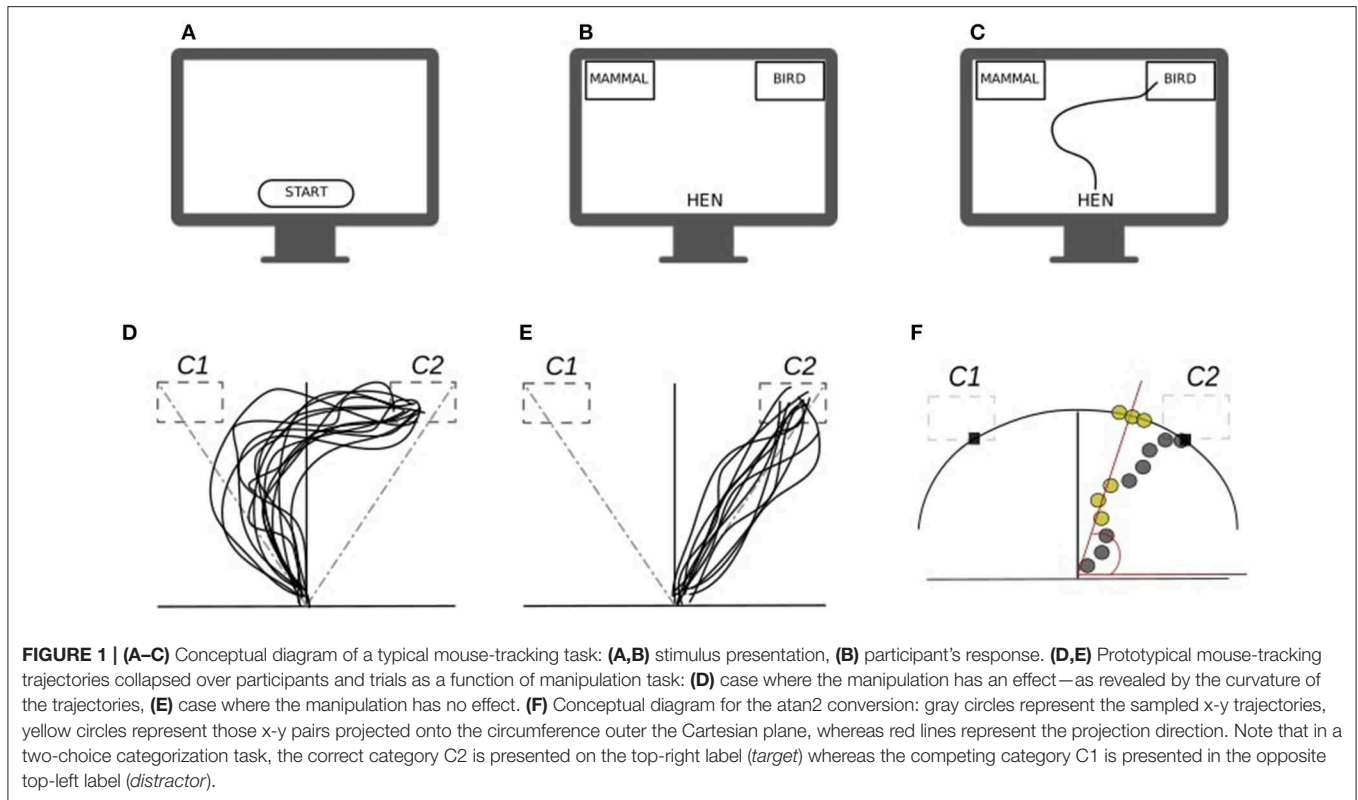 A
B
C
START
MAMMAL
BIRD
HEN
MAMMAL
BIRD
HEN
D
E
F
C1
C2
C1
C2
C1
C2
FIGURE 1 | (A–C) Conceptual diagram of a typical mouse-tracking task: (A,B) stimulus presentation, (B) participant's response. (D,E) Prototypical mouse-tracking
trajectories collapsed over participants and trials as a function of manipulation task: (D) case where the manipulation has an effect—as revealed by the curvature of
the trajectories, (E) case where the manipulation has no effect. (F) Conceptual diagram for the atan2 conversion: gray circles represent the sampled x-y trajectories,
yellow circles represent those x-y pairs projected onto the circumference outer the Cartesian plane, whereas red lines represent the projection direction. Note that in a
two-choice categorization task, the correct category C2 is presented on the top-right label (target) whereas the competing category C1 is presented in the opposite
top-left label (distractor).